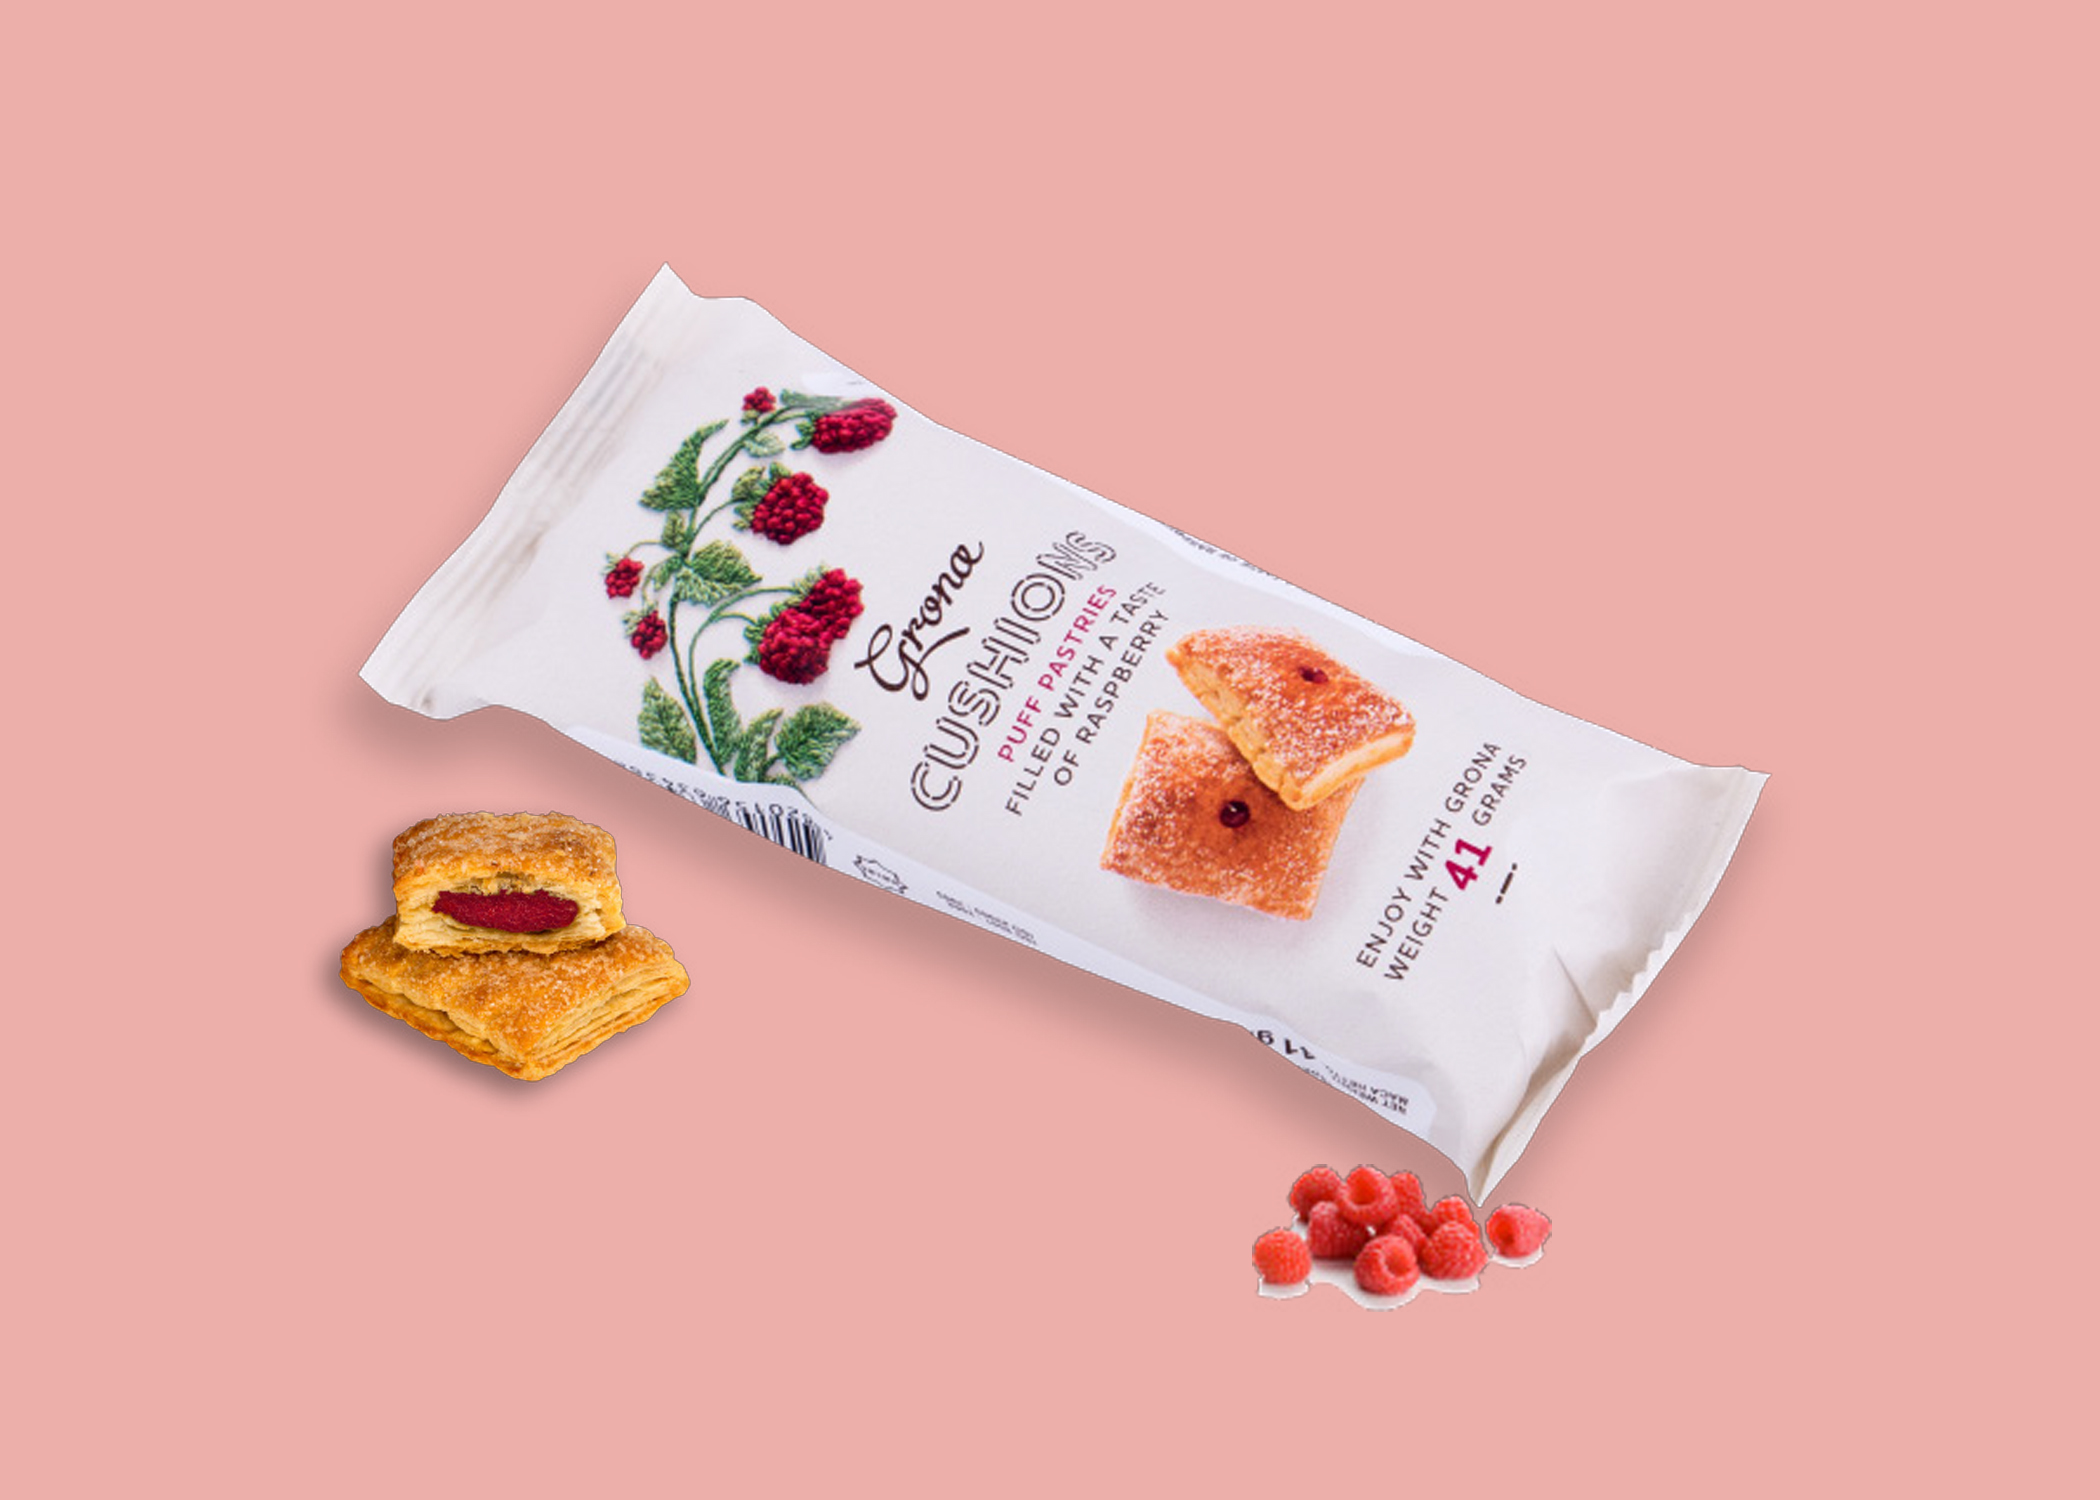 Grona
CUSHIONS
PUFF PASTRIES
FILLED WITH A TASTE
OF RASPBERRY
ENJOY WITH GRONA
WEIGHT 41 GRAMS